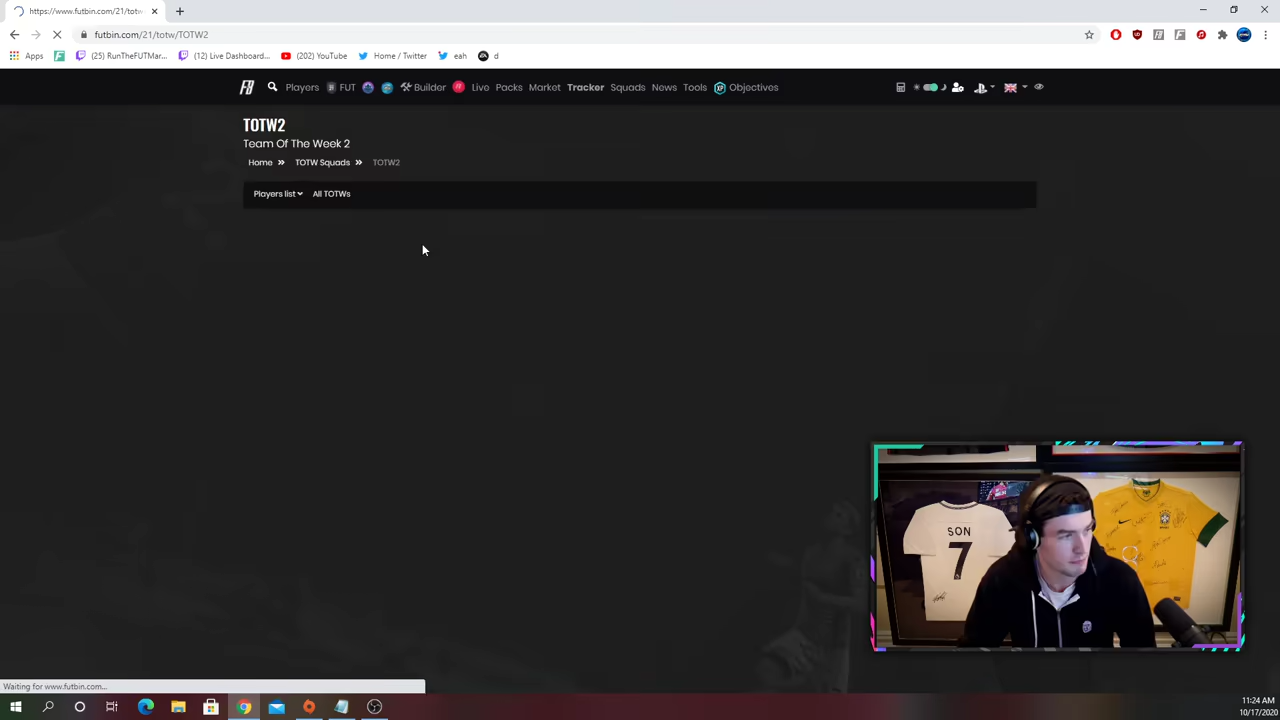 https://www.futbin.com/21/totw
futbin.com/21/totw/TOTW2
Apps
(25) RunTheFUTMar...
(12) Live Dashboard...
(202) YouTube
Home / Twitter
eah
d
Players
FUT
Builder
Live
Packs
Market
Tracker
Squads
News
Tools
XP
Objectives
TOTW2
Team Of The Week 2
Home » TOTW Squads » TOTW2
Players list
All TOTWs
SON
7
Waiting for www.futbin.com...
11:24 AM
10/17/2020